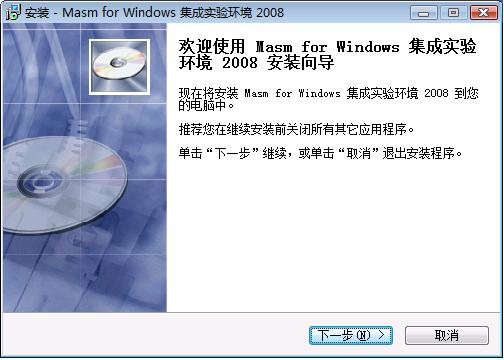 安装 - Masm for Windows 集成实验环境 2008
欢迎使用 Masm for Windows 集成实验
环境 2008 安装向导
现在将安装 Masm for Windows 集成实验环境 2008 到您
的电脑中。
推荐您在继续安装前关闭所有其它应用程序。
单击“下一步”继续，或单击“取消”退出安装程序。
下一步(N) >
取消